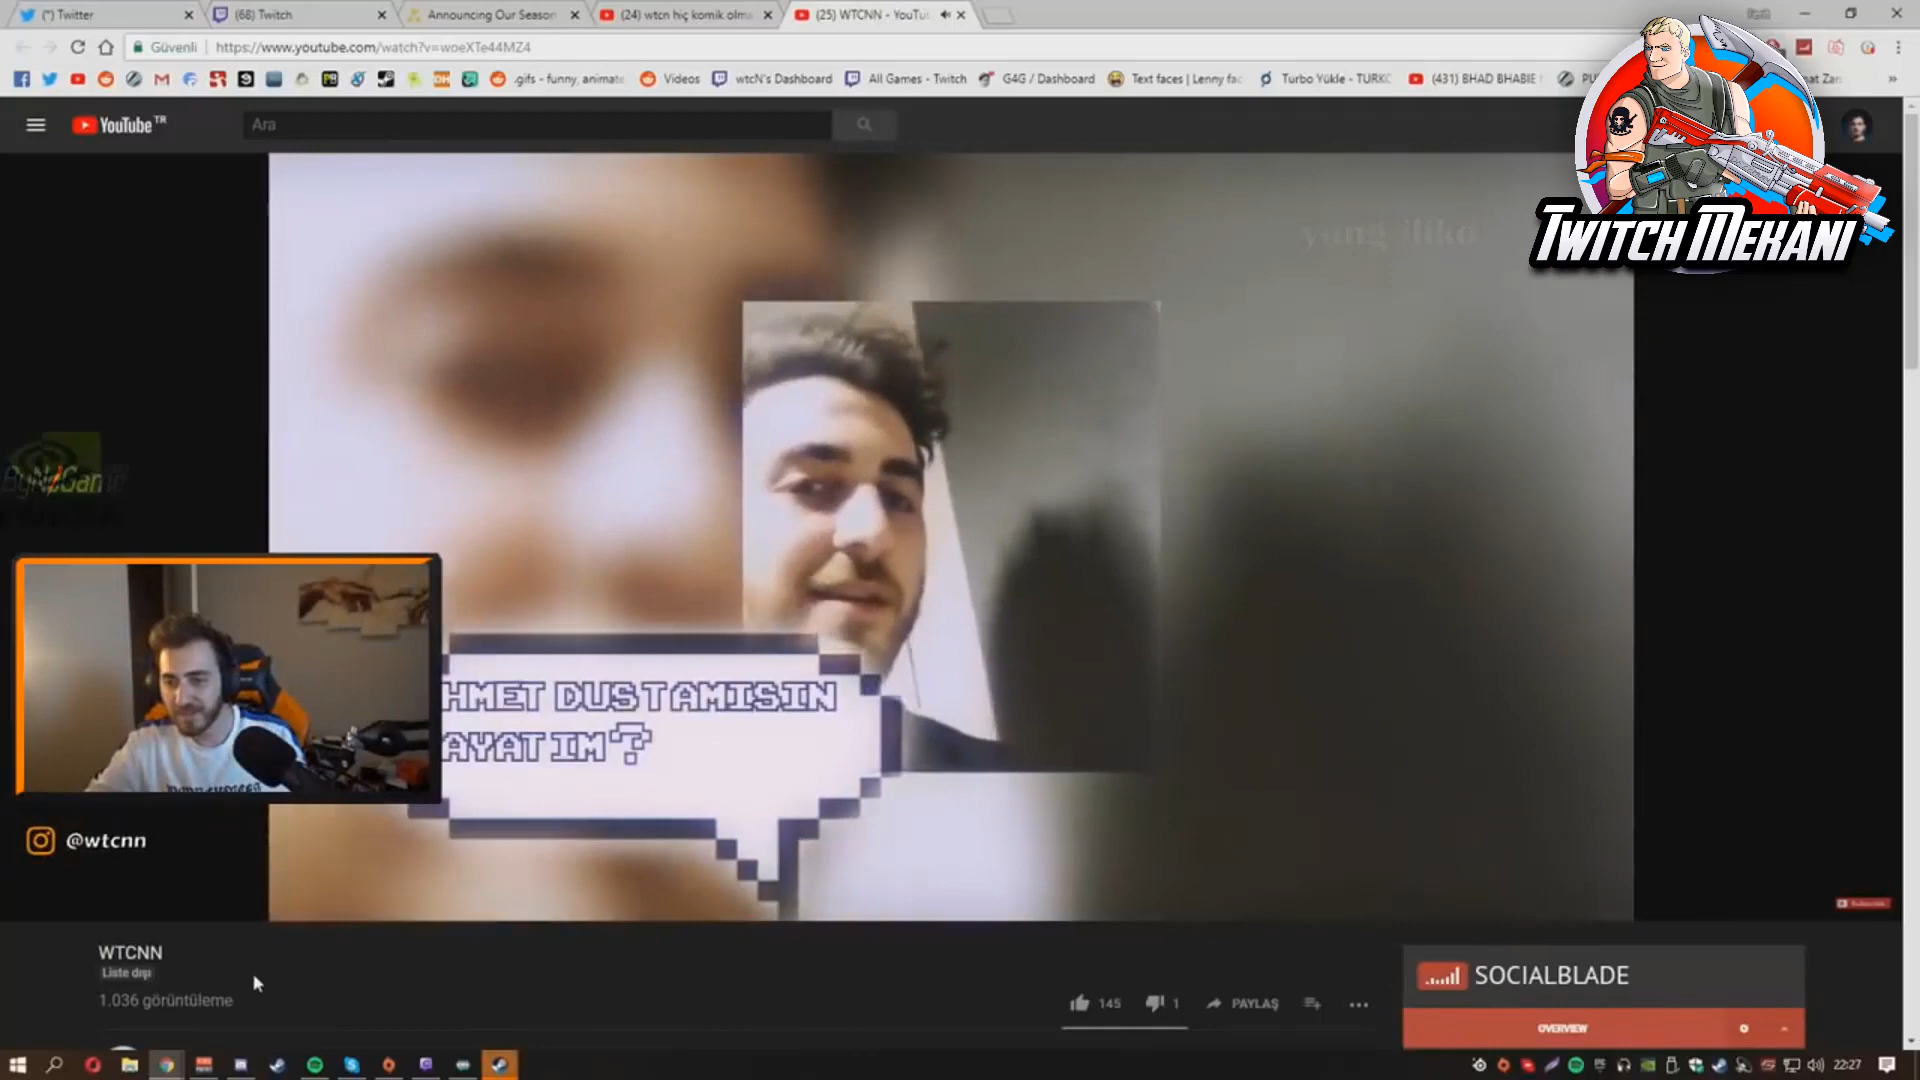 (*) Twitter
(68) Twitch
Announcing Our Season
(24) wtcn hiç komik olma
(25) WTCNN - YouTu
Güvenli
https://www.youtube.com/watch?v=woeXTe44MZ4
.gifs - funny, animate
Videos
wtcN's Dashboard
All Games - Twitch
G4G / Dashboard
Text faces | Lenny fac
Turbo Yükle - TURKC
(431) BHAD BHABIE
YouTube TR
Ara
yung iliko
TWITCH MEKANI
ByNoGame
HMET DUSTAMISIN
AYATIM?
@wtcnn
WTCNN
Liste dışı
1.036 görüntüleme
145
1
PAYLAŞ
SOCIALBLADE
OVERVIEW
22:27